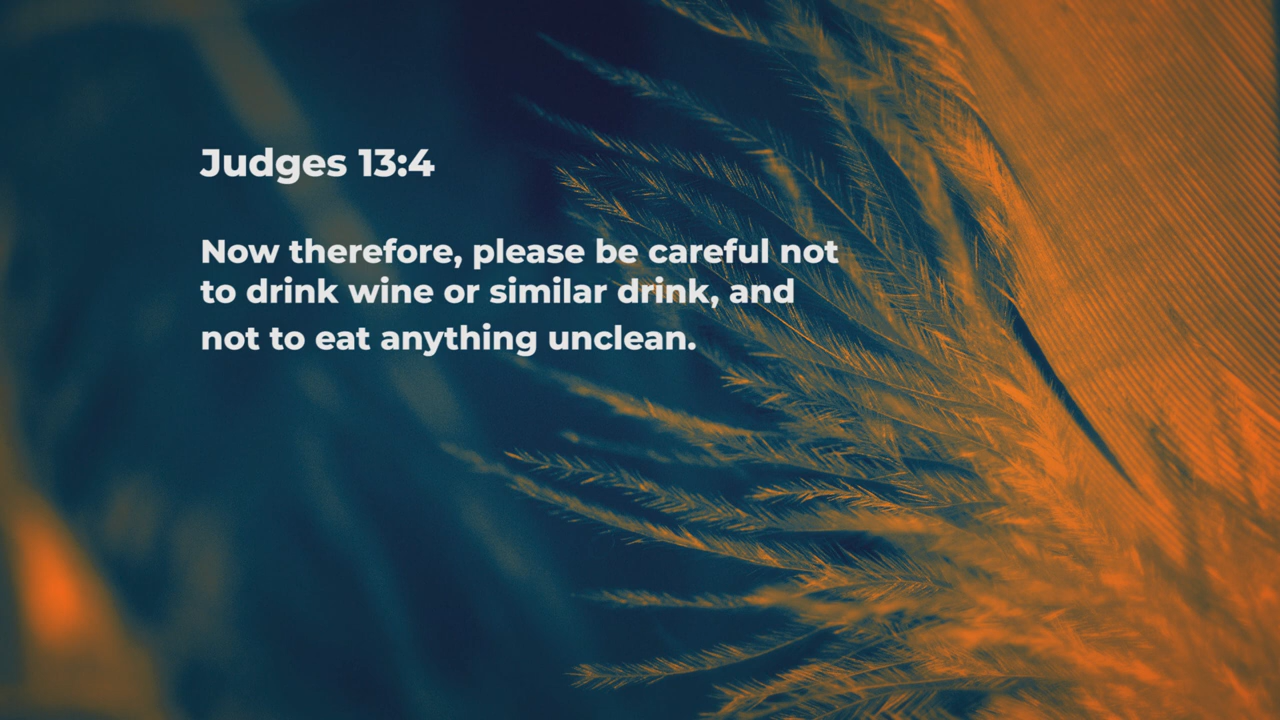 Judges 13:4
Now therefore, please be careful not
to drink wine or similar drink, and
not to eat anything unclean.